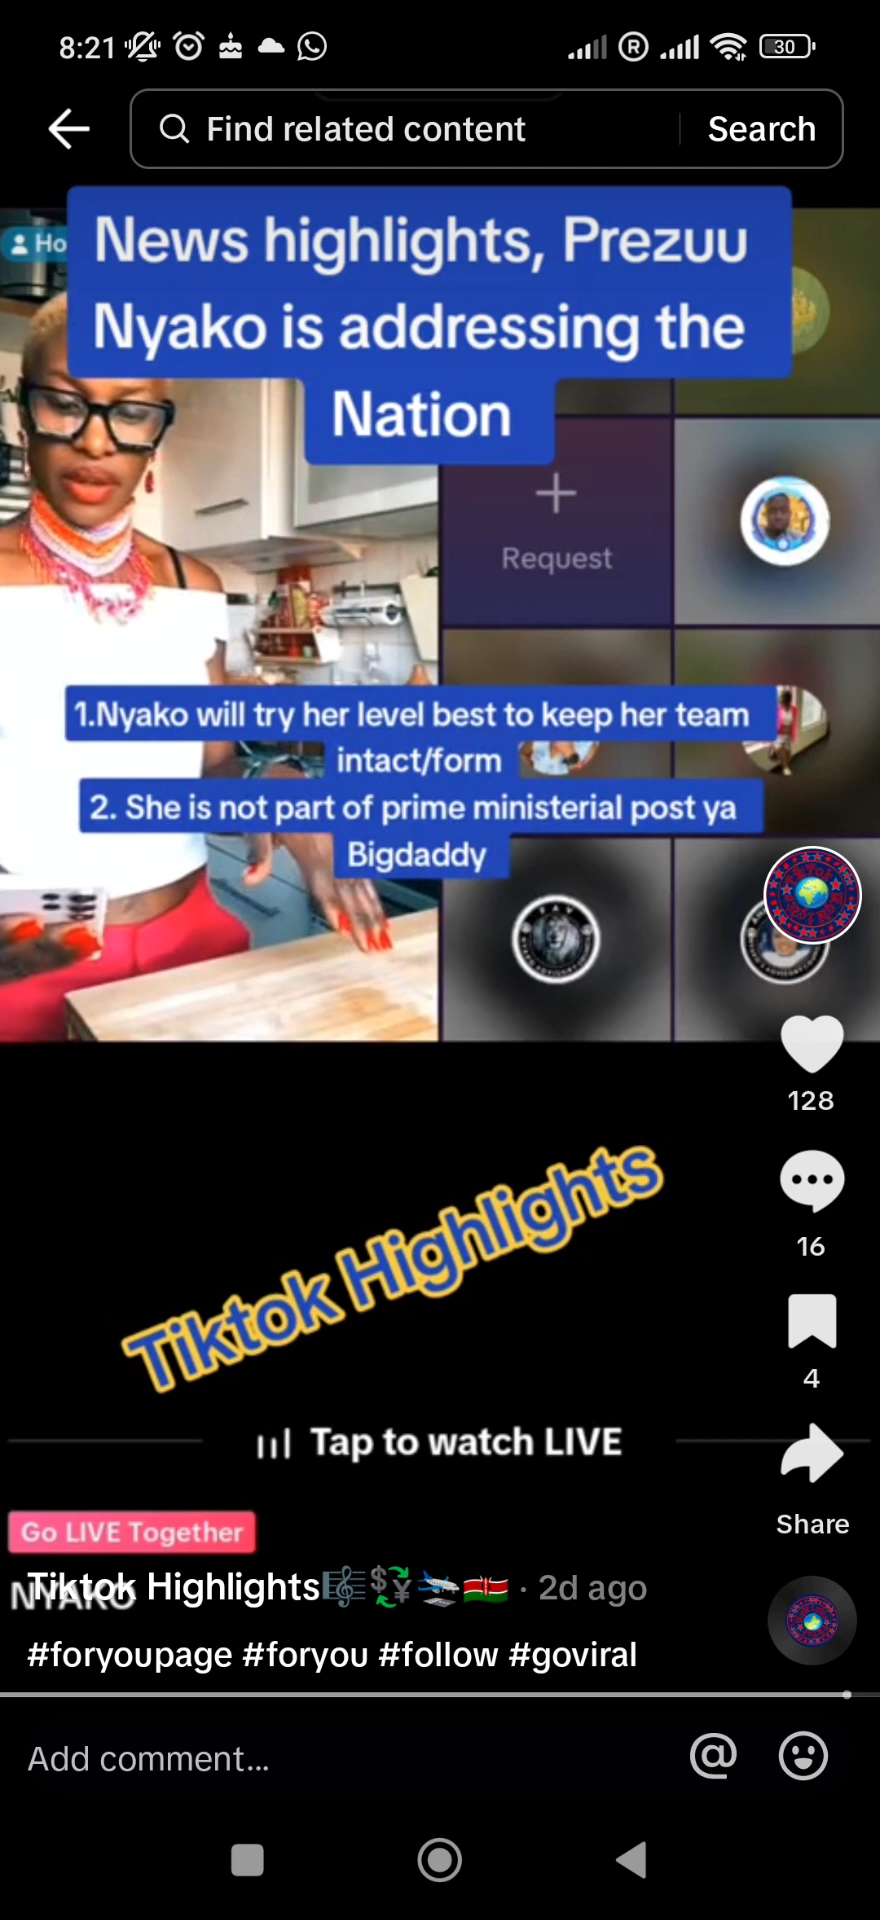 8:21
30
Find related content
Search
Ho
News highlights, Prezuu
Nyako is addressing the
Nation
Request
1.Nyako will try her level best to keep her team
intact/form
2. She is not part of prime ministerial post ya
Bigdaddy
128
16
4
Tiktok Highlights
Tap to watch LIVE
Share
Go LIVE Together
NYAKO
Tiktok Highlights · 2d ago
#foryoupage #foryou #follow #goviral
Add comment...